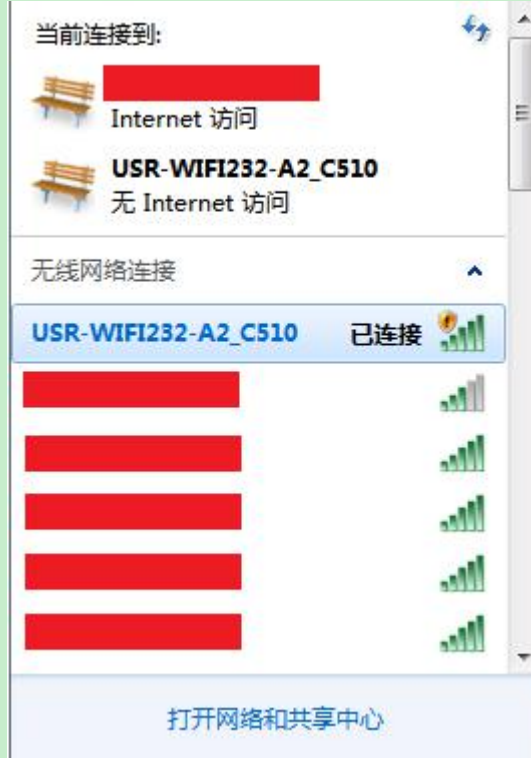 当前连接到:
Internet 访问
USR-WIFI232-A2_C510
无 Internet 访问
无线网络连接
USR-WIFI232-A2_C510 已连接
打开网络和共享中心